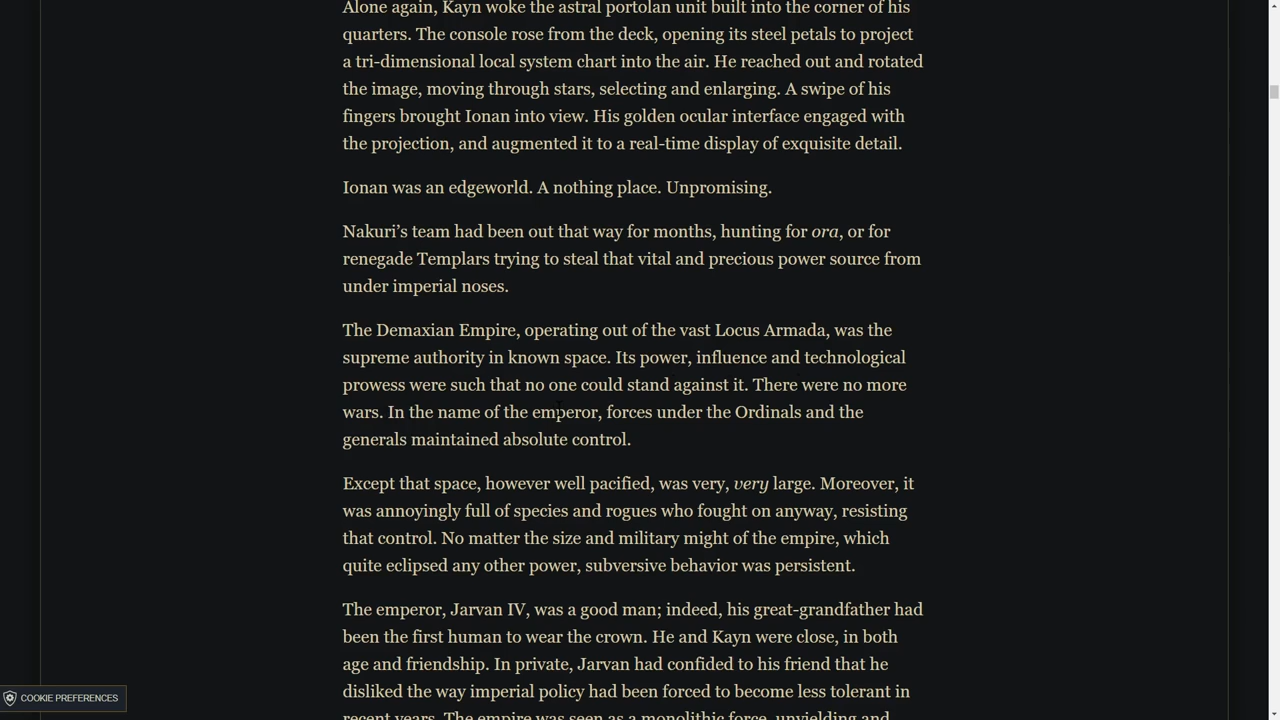 Alone again, Kayn woke the astral portolan unit built into the corner of his
quarters. The console rose from the deck, opening its steel petals to project
a tri-dimensional local system chart into the air. He reached out and rotated
the image, moving through stars, selecting and enlarging. A swipe of his
fingers brought Ionan into view. His golden ocular interface engaged with
the projection, and augmented it to a real-time display of exquisite detail.
Ionan was an edgeworld. A nothing place. Unpromising.
Nakuri’s team had been out that way for months, hunting for ora, or for
renegade Templars trying to steal that vital and precious power source from
under imperial noses.
The Demaxian Empire, operating out of the vast Locus Armada, was the
supreme authority in known space. Its power, influence and technological
prowess were such that no one could stand against it. There were no more
wars. In the name of the emperor, forces under the Ordinals and the
generals maintained absolute control.
Except that space, however well pacified, was very, very large. Moreover, it
was annoyingly full of species and rogues who fought on anyway, resisting
that control. No matter the size and military might of the empire, which
quite eclipsed any other power, subversive behavior was persistent.
The emperor, Jarvan IV, was a good man; indeed, his great-grandfather had
been the first human to wear the crown. He and Kayn were close, in both
age and friendship. In private, Jarvan had confided to his friend that he
disliked the way imperial policy had been forced to become less tolerant in
recent years. The empire was seen as a monolithic force, unyielding and
COOKIE PREFERENCES